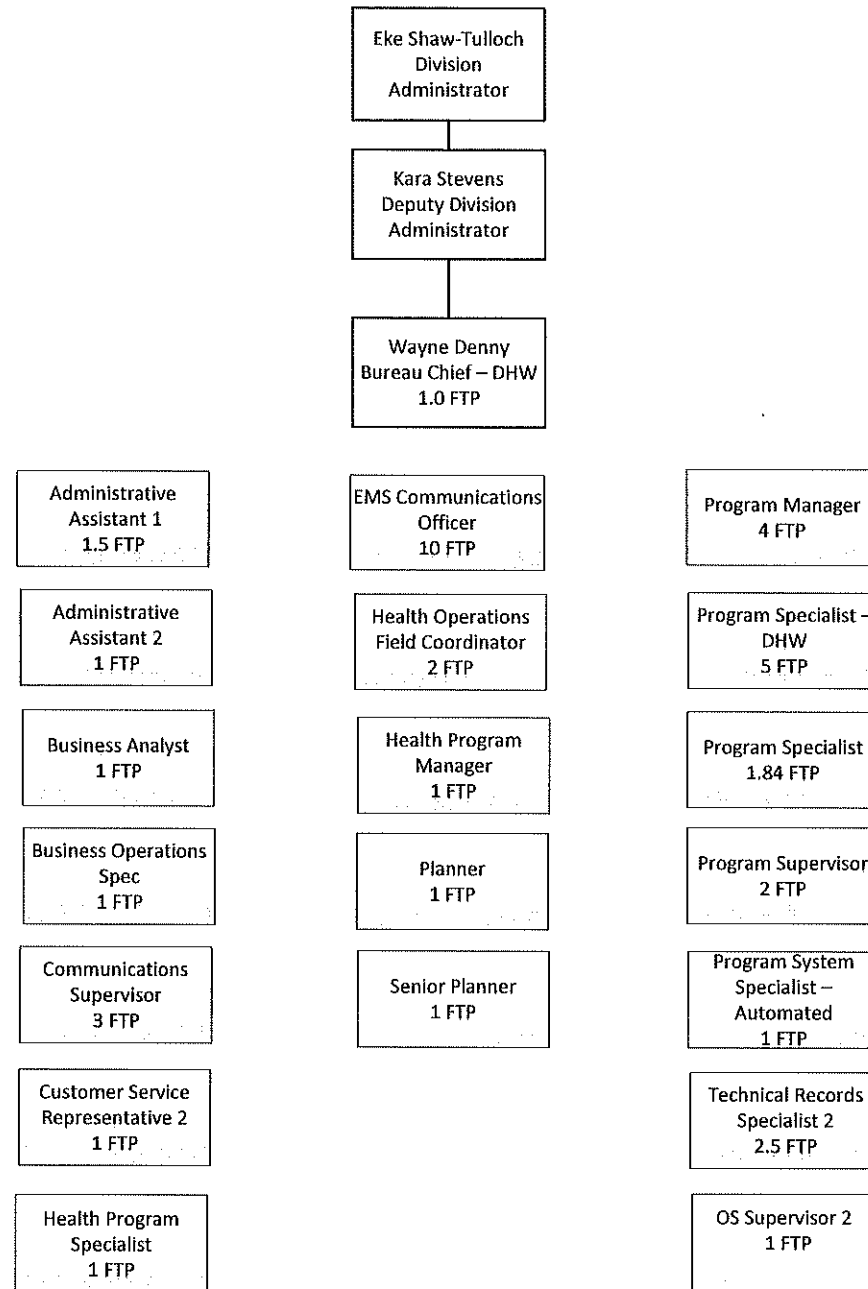 Eke Shaw-Tulloch
Division
Administrator
Kara Stevens
Deputy Division
Administrator
Wayne Denny
Bureau Chief – DHW
1.0 FTP
Administrative
Assistant 1
1.5 FTP
Administrative
Assistant 2
1 FTP
Business Analyst
1 FTP
Business Operations
Spec
1 FTP
Communications
Supervisor
3 FTP
Customer Service
Representative 2
1 FTP
Health Program
Specialist
1 FTP
EMS Communications
Officer
10 FTP
Health Operations
Field Coordinator
2 FTP
Health Program
Manager
1 FTP
Planner
1 FTP
Senior Planner
1 FTP
Program Manager
4 FTP
Program Specialist –
DHW
5 FTP
Program Specialist
1.84 FTP
Program Supervisor
2 FTP
Program System
Specialist –
Automated
1 FTP
Technical Records
Specialist 2
2.5 FTP
OS Supervisor 2
1 FTP